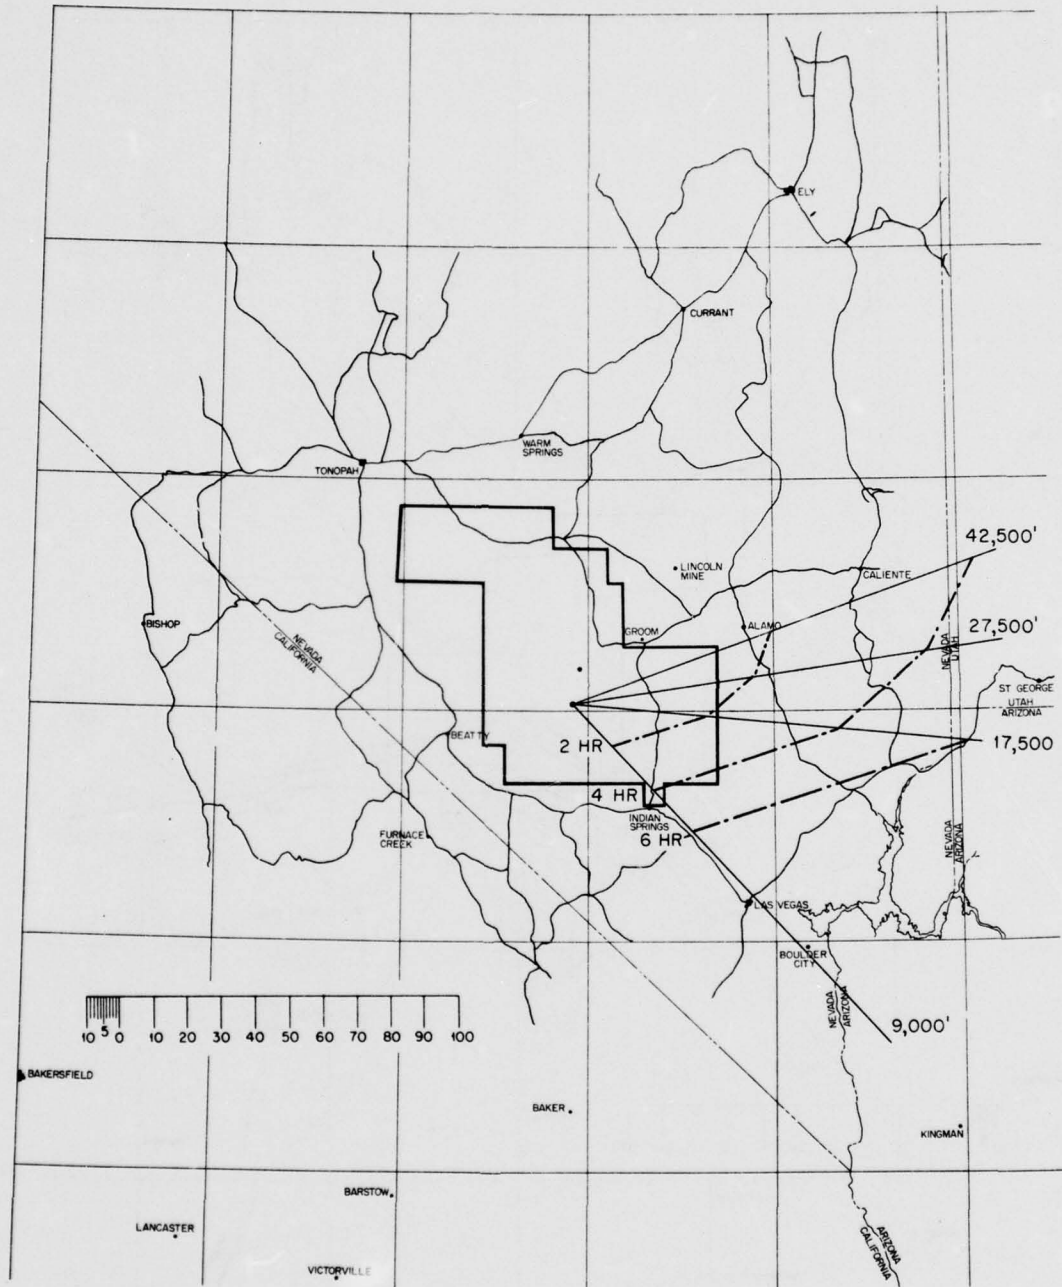 ELY
CURRANT
WARM
SPRINGS
TONOPAH
42,500'
LINCOLN
MINE
CALIENTE
BISHOP
GROOM
ALAMO
27,500'
NEVADA
CALIFORNIA
NEVADA
UTAH
ST GEORGE
UTAH
ARIZONA
BEATTY
2 HR
17,500
4 HR
INDIAN
SPRINGS
FURNACE
CREEK
6 HR
NEVADA
ARIZONA
LAS VEGAS
BOULDER
CITY
NEVADA
ARIZONA
9,000'
10 5 0 10 20 30 40 50 60 70 80 90 100
BAKERSFIELD
BAKER
KINGMAN
BARSTOW
LANCASTER
ARIZONA
CALIFORNIA
VICTORVILLE